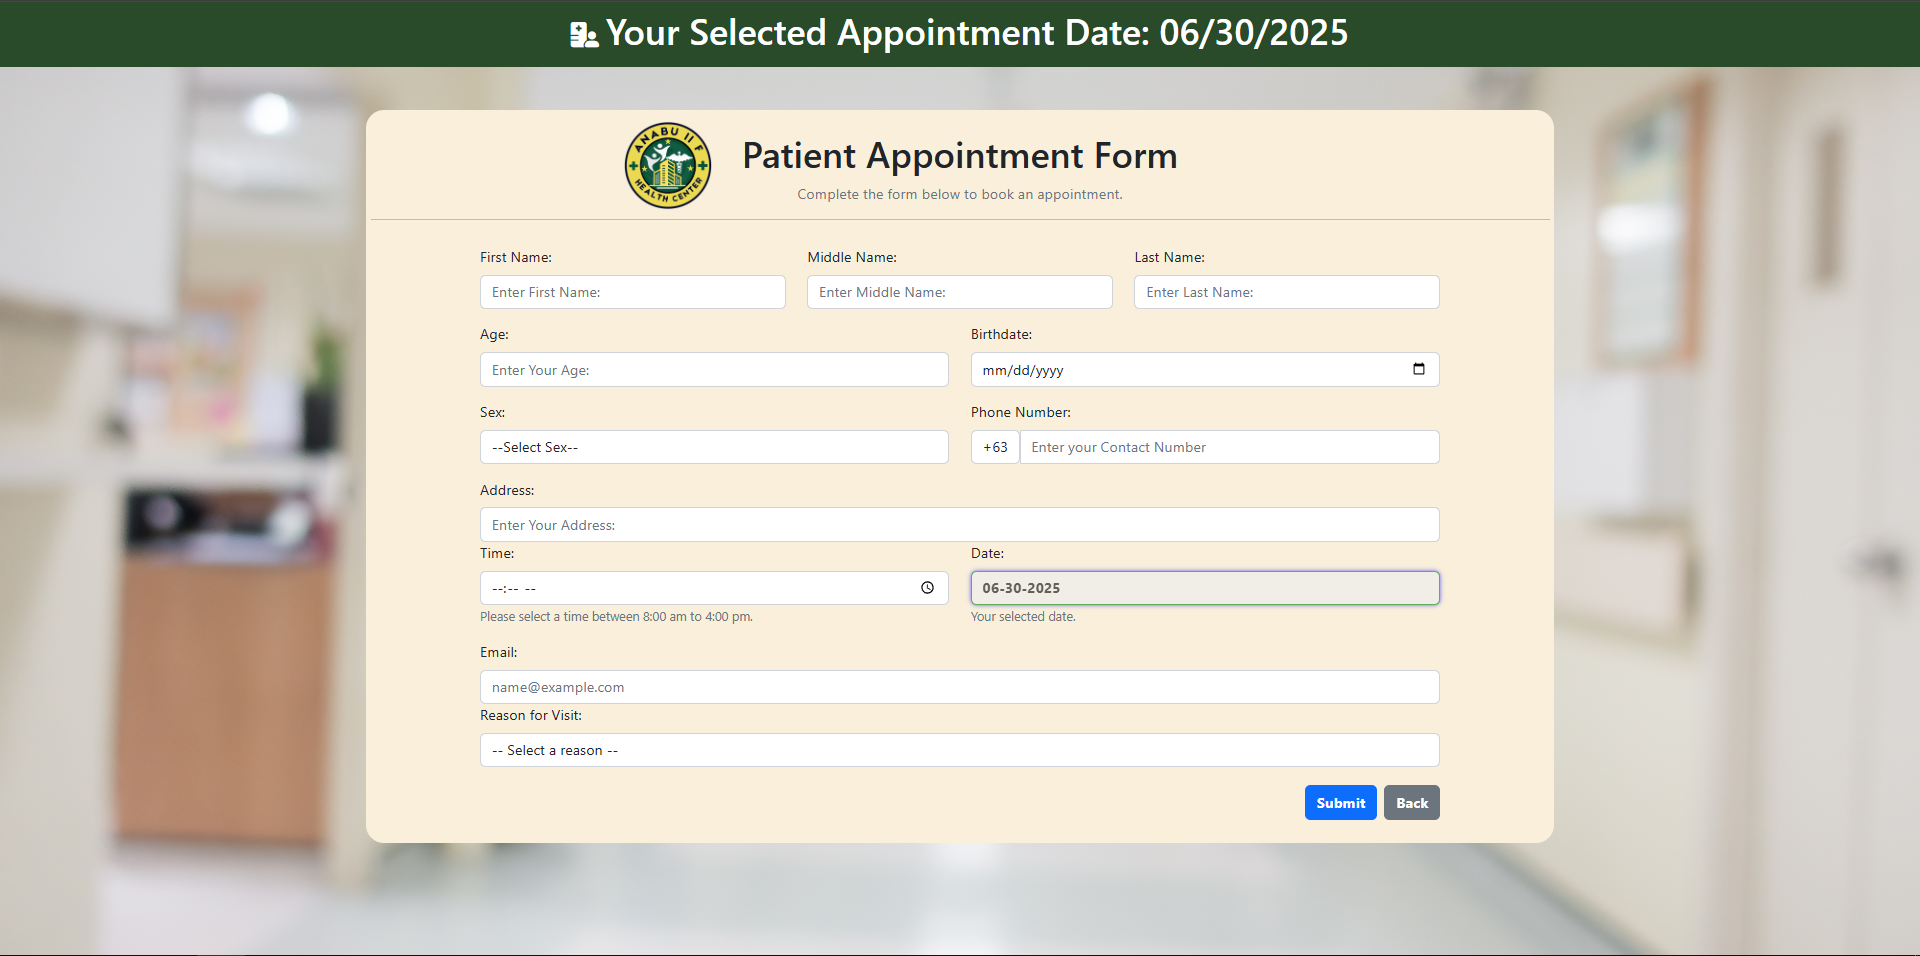 Your Selected Appointment Date: 06/30/2025
ANABU II F
HEALTH CENTER
Patient Appointment Form
Complete the form below to book an appointment.
First Name: Middle Name: Last Name:
Enter First Name: Enter Middle Name: Enter Last Name:
Age: Birthdate:
Enter Your Age: mm/dd/yyyy
Sex: Phone Number:
--Select Sex-- +63 Enter your Contact Number
Address:
Enter Your Address:
Time: Date:
--:-- -- 06-30-2025
Please select a time between 8:00 am to 4:00 pm. Your selected date.
Email:
name@example.com
Reason for Visit:
-- Select a reason --
Submit Back